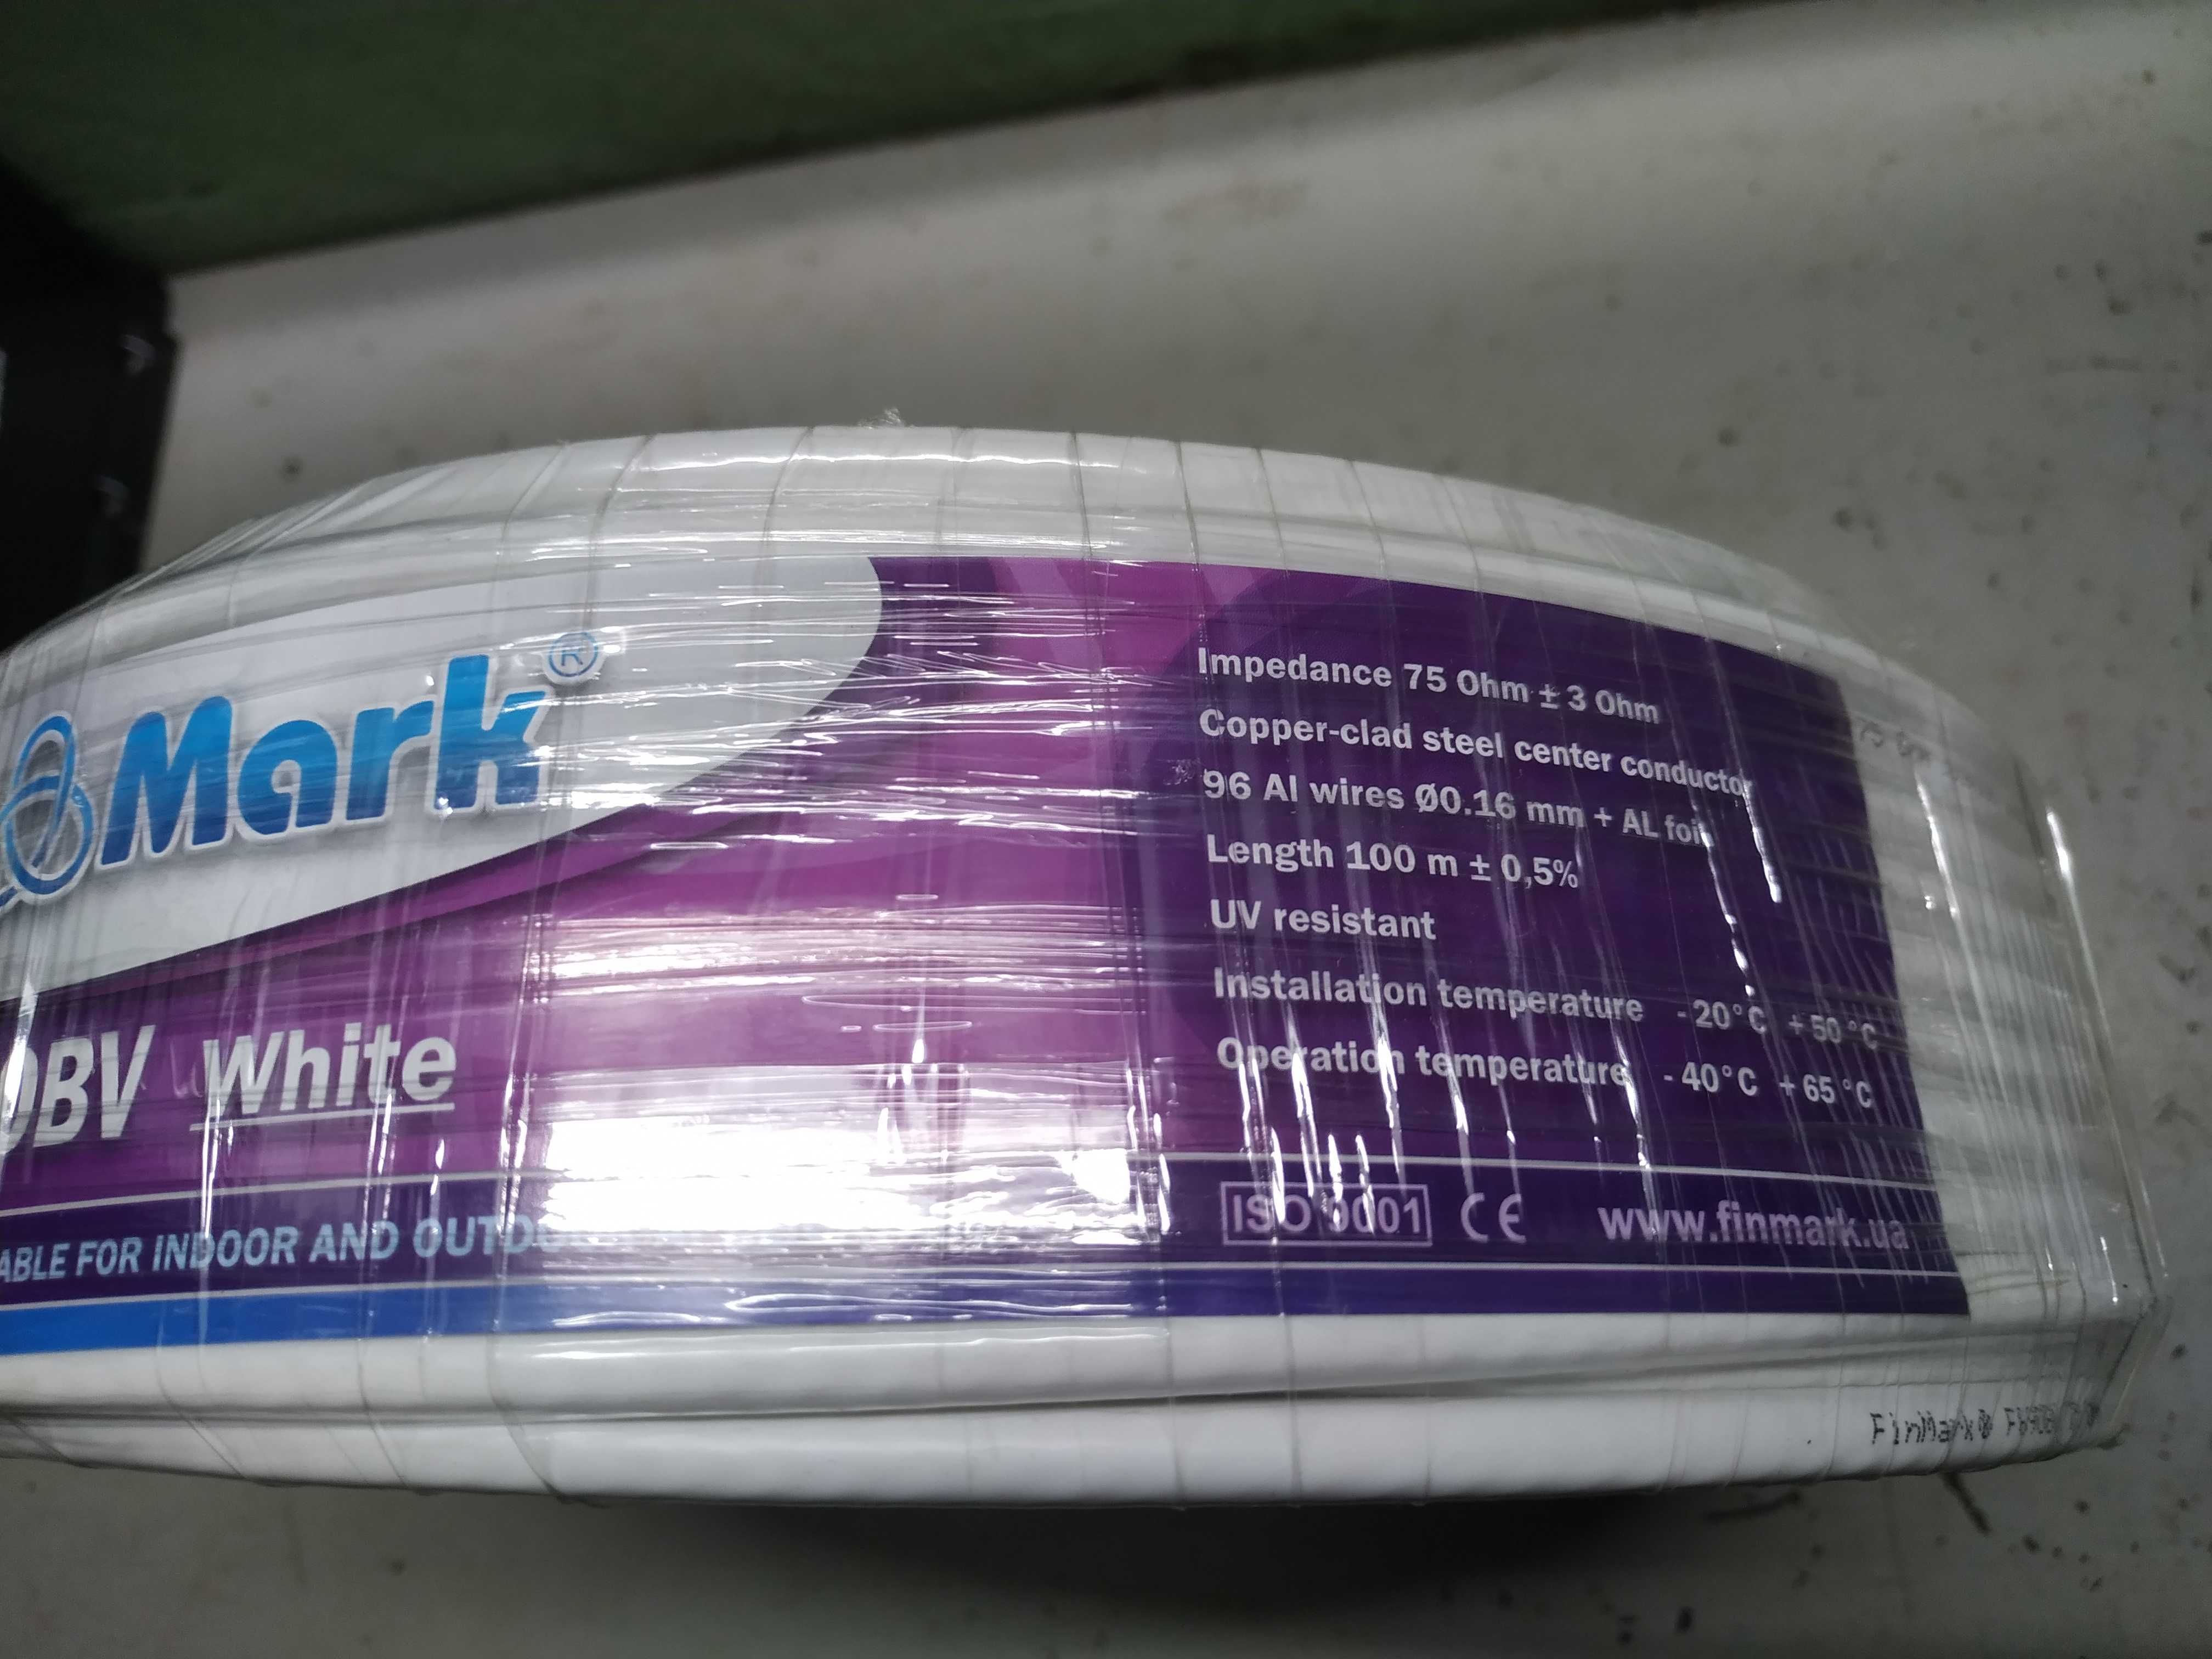 Mark®
BV White
ABLE FOR INDOOR AND OUTDO
Impedance 75 Ohm ± 3 Ohm
Copper-clad steel center conductor
96 Al wires Ø0.16 mm + AL foil
Length 100 m ± 0,5%
UV resistant
Installation temperature - 20°C + 50 °C
Operation temperature - 40°C + 65 °C
ISO 9001 CE www.finmark.ua
FinMark®